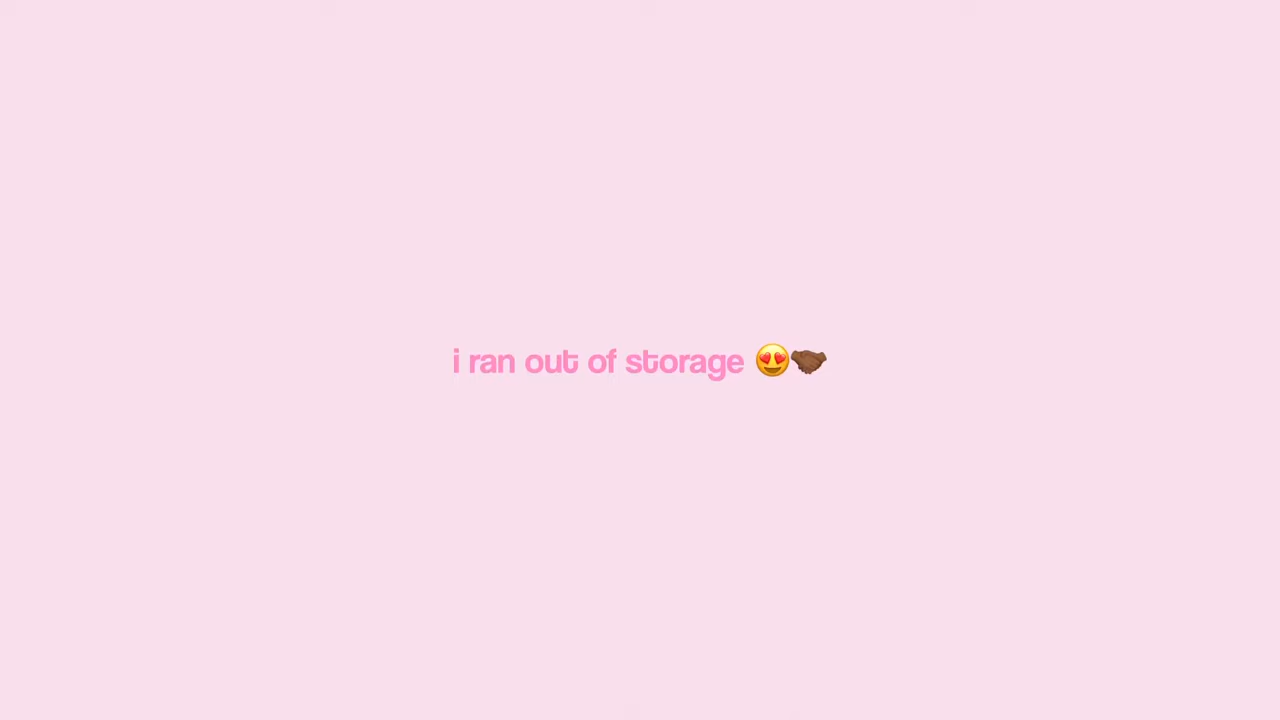 i ran out of storage 😍🤝🏾